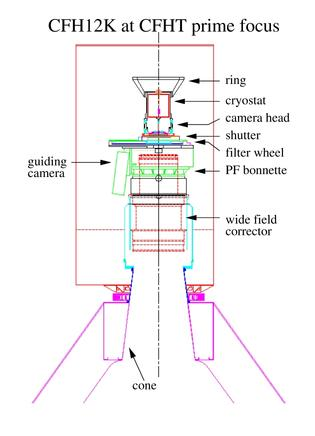 CFH12K at CFHT prime focus
ring
cryostat
camera head
shutter
filter wheel
guiding
camera
PF bonnette
wide field
corrector
cone